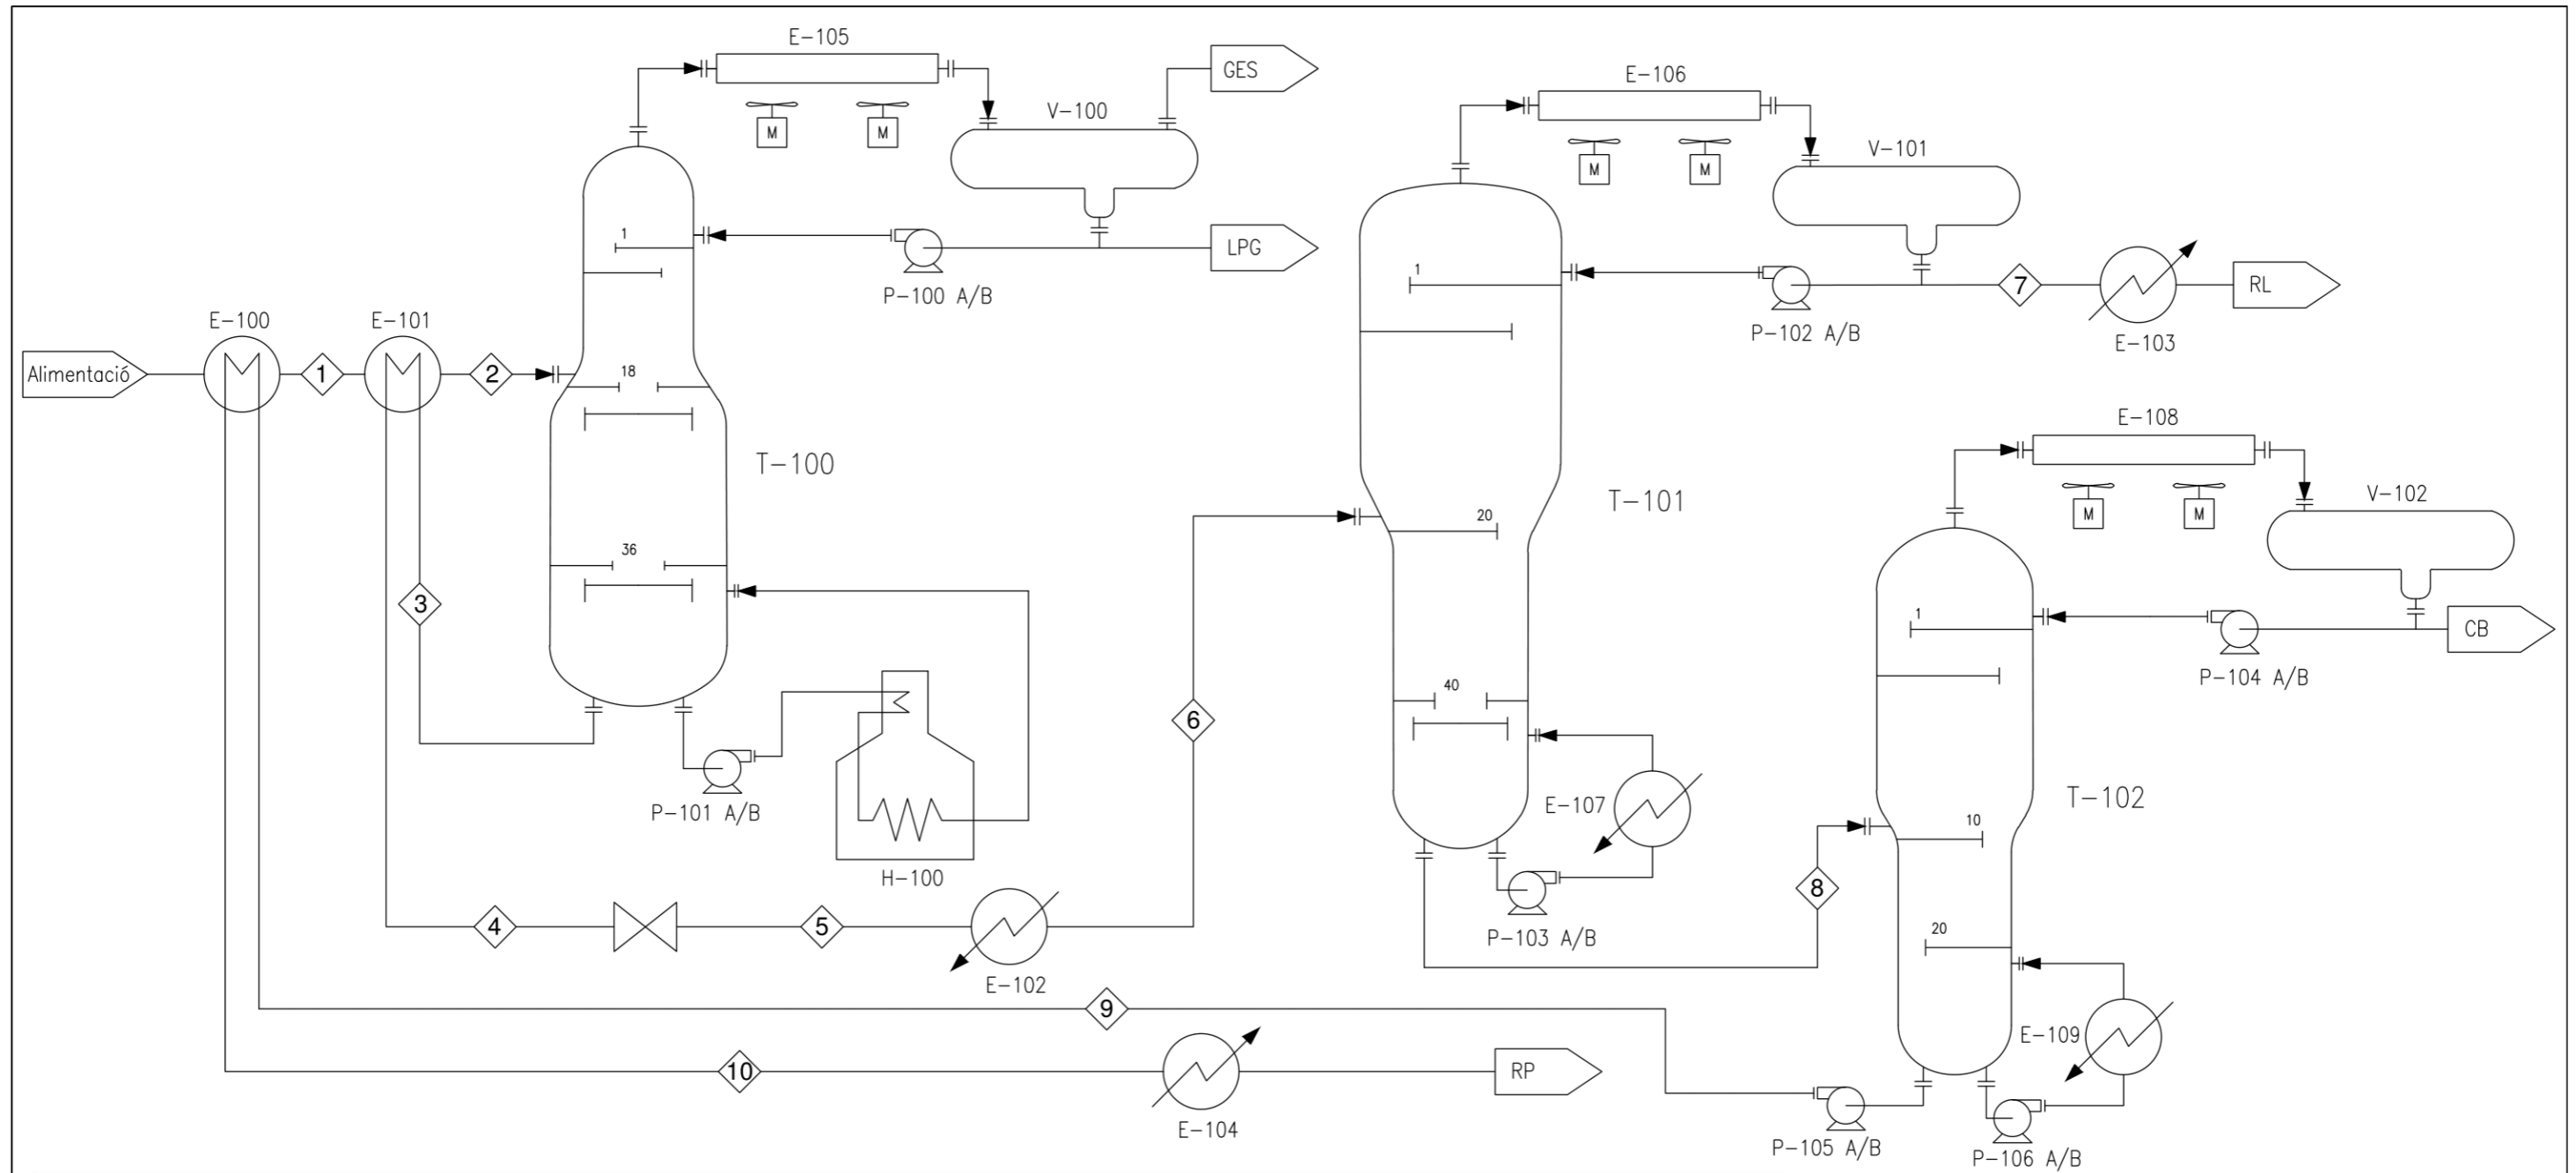 E-105
GES
E-106
V-100
M
M
M
M
V-101
1
LPG
P-100 A/B
1
7
RL
P-102 A/B
E-103
E-100
E-101
Alimentació
1
2
18
T-100
E-108
T-101
V-102
M
M
20
36
3
1
CB
P-104 A/B
40
6
P-101 A/B
H-100
E-107
T-102
10
8
4
5
E-102
P-103 A/B
20
9
E-109
10
E-104
RP
P-105 A/B
P-106 A/B